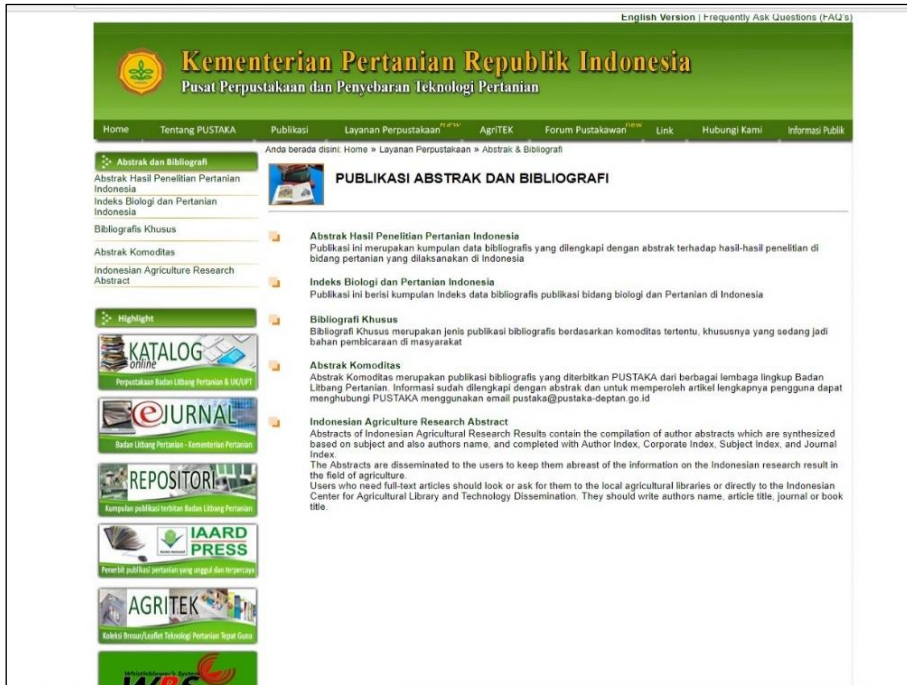 English Version | Frequently Ask Questions (FAQ's)
Kementerian Pertanian Republik Indonesia
Pusat Perpustakaan dan Penyebaran Teknologi Pertanian
Home Tentang PUSTAKA Publikasi Layanan Perpustakaan new AgriTEK Forum Pustakawan new Link Hubungi Kami Informasi Publik
Anda berada disini: Home » Layanan Perpustakaan » Abstrak & Bibliografi
Abstrak dan Bibliografi
Abstrak Hasil Penelitian Pertanian
Indonesia
Indeks Biologi dan Pertanian
Indonesia
Bibliografis Khusus
Abstrak Komoditas
Indonesian Agriculture Research
Abstract
Highlight
KATALOG
online
Perpustakaan Badan Litbang Pertanian & UK/UPT
eJURNAL
Badan Litbang Pertanian - Kementerian Pertanian
REPOSITORI
Kumpulan publikasi terbitan Badan Litbang Pertanian
IAARD
PRESS
Penerbit publikasi pertanian yang unggul dan terpercaya
AGRITEK
Koleksi Brosur/Leaflet Teknologi Pertanian Tepat Guna
Whistleblower's System
WBS
PUBLIKASI ABSTRAK DAN BIBLIOGRAFI
Abstrak Hasil Penelitian Pertanian Indonesia
Publikasi ini merupakan kumpulan data bibliografis yang dilengkapi dengan abstrak terhadap hasil-hasil penelitian di
bidang pertanian yang dilaksanakan di Indonesia
Indeks Biologi dan Pertanian Indonesia
Publikasi ini berisi kumpulan Indeks data bibliografis publikasi bidang biologi dan Pertanian di Indonesia
Bibliografi Khusus
Bibliografi Khusus merupakan jenis publikasi bibliografis berdasarkan komoditas tertentu, khususnya yang sedang jadi
bahan pembicaraan di masyarakat
Abstrak Komoditas
Abstrak Komoditas merupakan publikasi bibliografis yang diterbitkan PUSTAKA dari berbagai lembaga lingkup Badan
Litbang Pertanian. Informasi sudah dilengkapi dengan abstrak dan untuk memperoleh artikel lengkapnya pengguna dapat
menghubungi PUSTAKA menggunakan email pustaka@pustaka-deptan.go.id
Indonesian Agriculture Research Abstract
Abstracts of Indonesian Agricultural Research Results contain the compilation of author abstracts which are synthesized
based on subject and also authors name, and completed with Author Index, Corporate Index, Subject Index, and Journal
Index.
The Abstracts are disseminated to the users to keep them abreast of the information on the Indonesian research result in
the field of agriculture.
Users who need full-text articles should look or ask for them to the local agricultural libraries or directly to the Indonesian
Center for Agricultural Library and Technology Dissemination. They should write authors name, article title, journal or book
title.